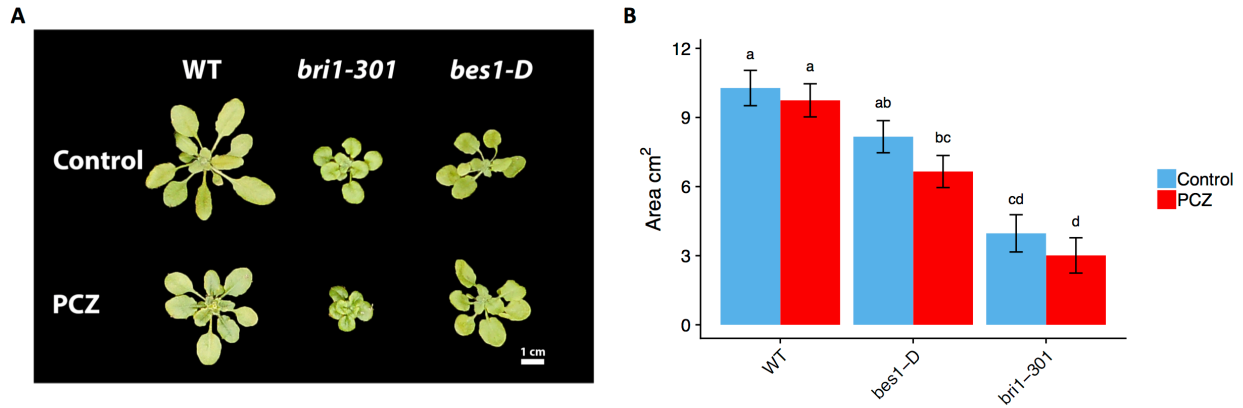 A
WT bri1-301 bes1-D
Control
PCZ
1 cm
B
Area cm²
12
9
6
3
0
a
a
ab
bc
cd
d
WT
bes1-D
bri1-301
Control
PCZ